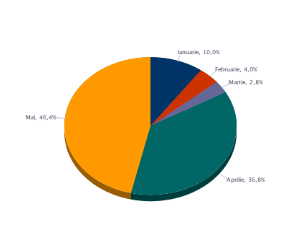 Ianuarie, 10,0%
Februarie, 4,0%
Martie, 2,8%
Mai, 46,4%
Aprilie, 36,8%